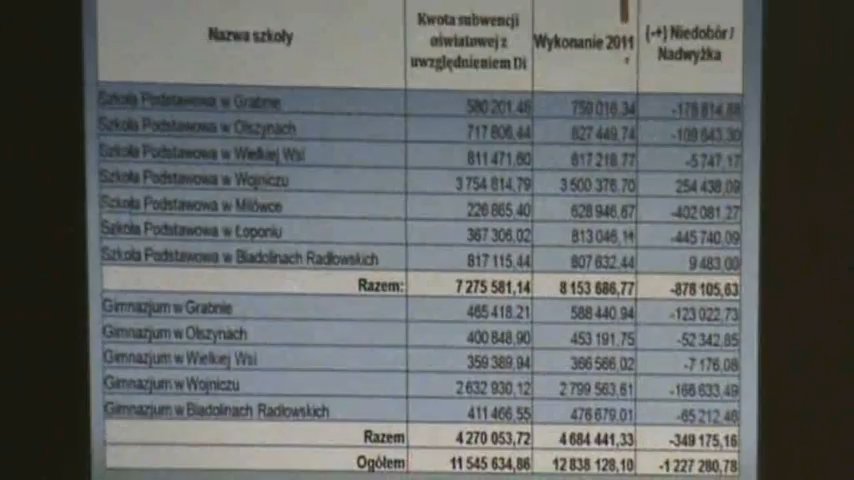 Nazwa szkoły Kwota subwencji oświatowej z uwzględnieniem Di Wykonanie 2011 (-+) Niedobór / Nadwyżka
Szkoła Podstawowa w Grabnie 580 201,46 759 016,34 -178 814,88
Szkoła Podstawowa w Olszynach 717 806,44 827 449,74 -109 643,30
Szkoła Podstawowa w Wielkiej Wsi 811 471,60 817 218,77 -5 747,17
Szkoła Podstawowa w Wojniczu 3 754 814,79 3 500 376,70 254 438,09
Szkoła Podstawowa w Milówce 226 865,40 628 946,67 -402 081,27
Szkoła Podstawowa w Łoponiu 367 306,02 813 046,11 -445 740,09
Szkoła Podstawowa w Biadolinach Radłowskich 817 115,44 807 632,44 9 483,00
Razem: 7 275 581,14 8 153 686,77 -878 105,63
Gimnazjum w Grabnie 465 418,21 588 440,94 -123 022,73
Gimnazjum w Olszynach 400 848,90 453 191,75 -52 342,85
Gimnazjum w Wielkiej Wsi 359 389,94 366 566,02 -7 176,08
Gimnazjum w Wojniczu 2 632 930,12 2 799 563,61 -166 633,49
Gimnazjum w Biadolinach Radłowskich 411 466,55 476 679,01 -65 212,46
Razem 4 270 053,72 4 684 441,33 -349 175,16
Ogółem 11 545 634,86 12 838 128,10 -1 227 280,78